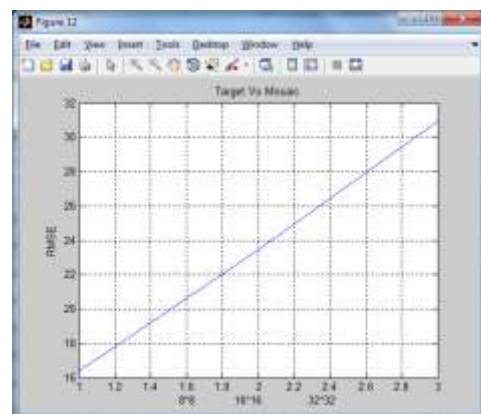 Figure 12
File Edit View Insert Tools Desktop Window Help
Target Vs Mosaic
32
30
28
26
24
22
20
18
16
RMSE
1 1.2 1.4 1.6 1.8 2 2.2 2.4 2.6 2.8 3
8*8 16*16 32*32